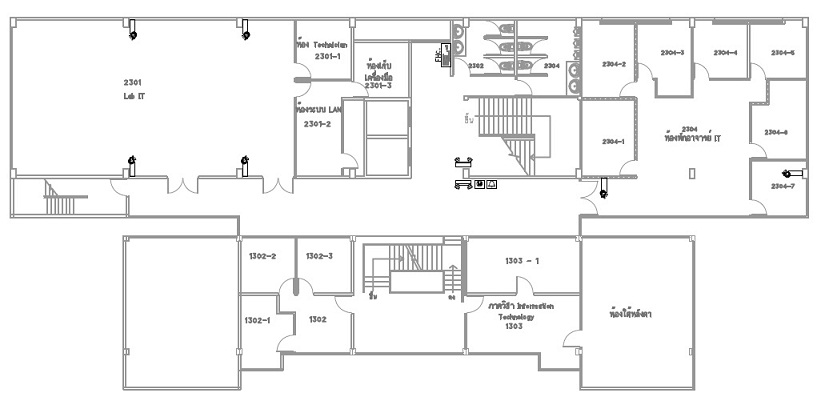 ห้อง Technician
2301-1
2301
Lab IT
ห้องเก็บ
เครื่องมือ
2301-3
ห้องระบบ LAN
2301-2
2302
2304
2304-2
2304-3
2304-4
2304-5
2304-1
2304
ห้องพักอาจารย์ IT
2304-6
2304-7
1302-2
1302-3
1302-1
1302
ขึ้น
ลง
1303 - 1
ภาควิชา Information
Technology
1303
ห้องใต้หลังคา